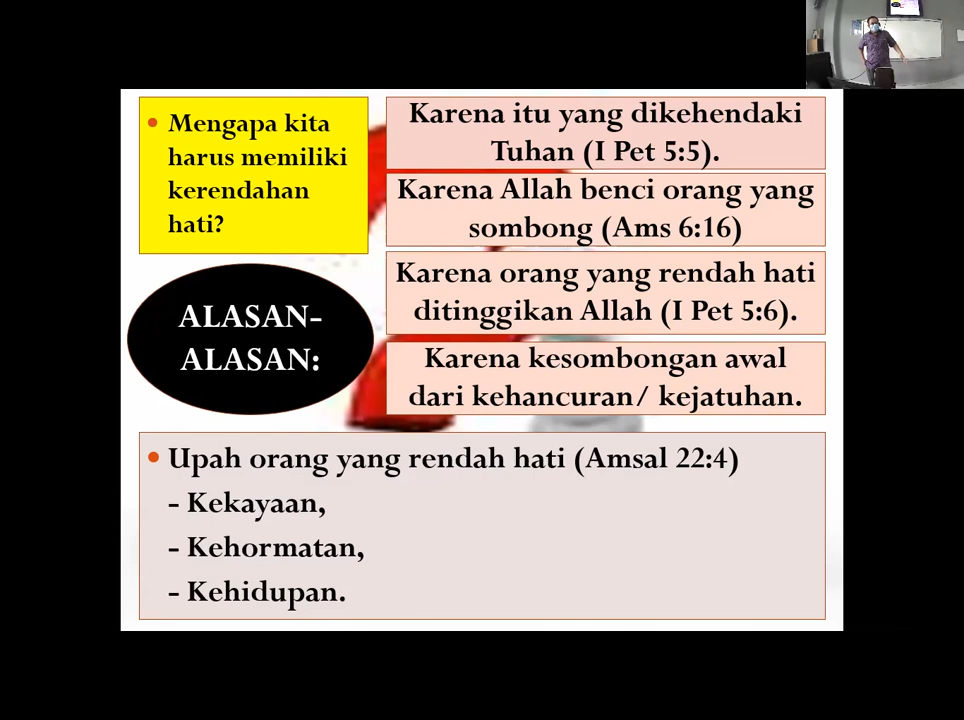 Mengapa kita
harus memiliki
kerendahan
hati?
ALASAN-
ALASAN:
Karena itu yang dikehendaki
Tuhan (I Pet 5:5).
Karena Allah benci orang yang
sombong (Ams 6:16)
Karena orang yang rendah hati
ditinggikan Allah (I Pet 5:6).
Karena kesombongan awal
dari kehancuran/ kejatuhan.
Upah orang yang rendah hati (Amsal 22:4)
- Kekayaan,
- Kehormatan,
- Kehidupan.